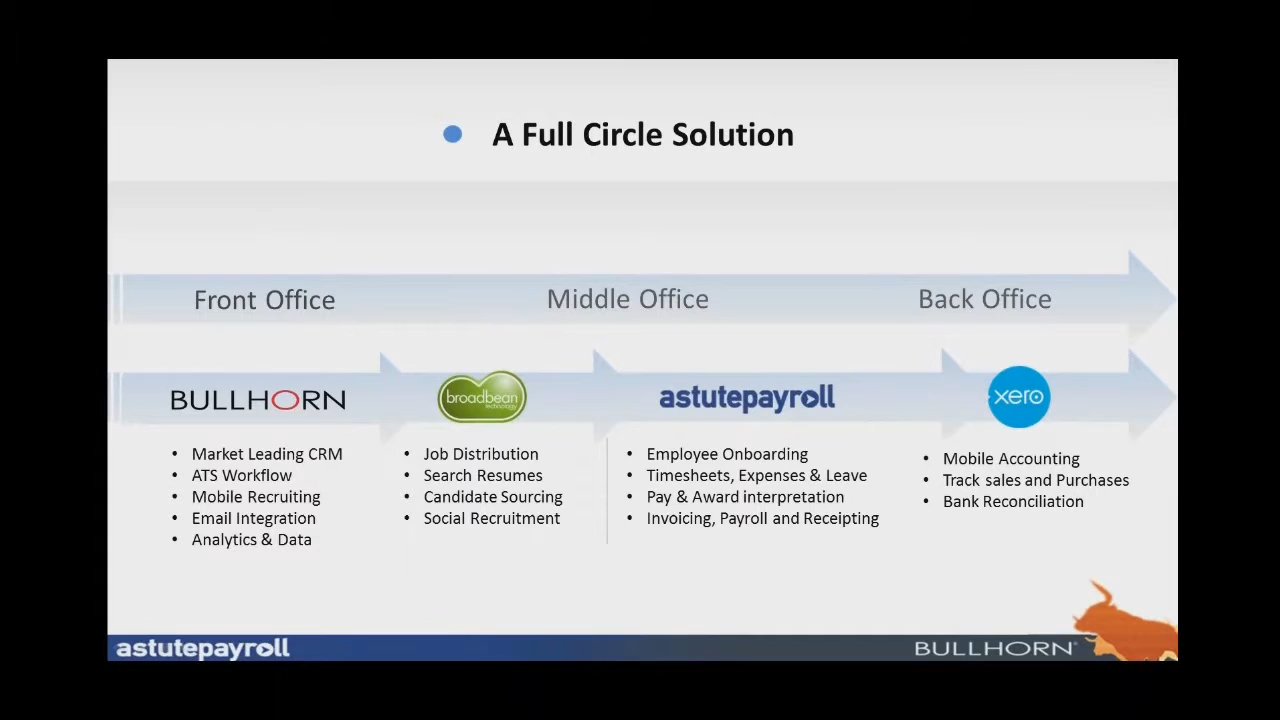 A Full Circle Solution
Front Office
Middle Office
Back Office
BULLHORN
broadbean
technology
astutepayroll
xero
• Market Leading CRM
• ATS Workflow
• Mobile Recruiting
• Email Integration
• Analytics & Data
• Job Distribution
• Search Resumes
• Candidate Sourcing
• Social Recruitment
• Employee Onboarding
• Timesheets, Expenses & Leave
• Pay & Award interpretation
• Invoicing, Payroll and Receipting
• Mobile Accounting
• Track sales and Purchases
• Bank Reconciliation
astutepayroll
BULLHORN